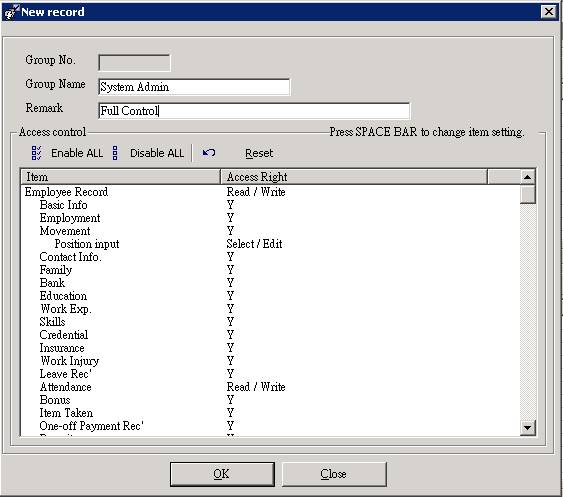 New record
Group No.
Group Name System Admin
Remark Full Control
Access control Press SPACE BAR to change item setting.
Enable ALL Disable ALL Reset
Item Access Right
Employee Record Read / Write
Basic Info Y
Employment Y
Movement Y
Position input Select / Edit
Contact Info. Y
Family Y
Bank Y
Education Y
Work Exp. Y
Skills Y
Credential Y
Insurance Y
Work Injury Y
Leave Rec' Y
Attendance Read / Write
Bonus Y
Item Taken Y
One-off Payment Rec' Y
OK Close